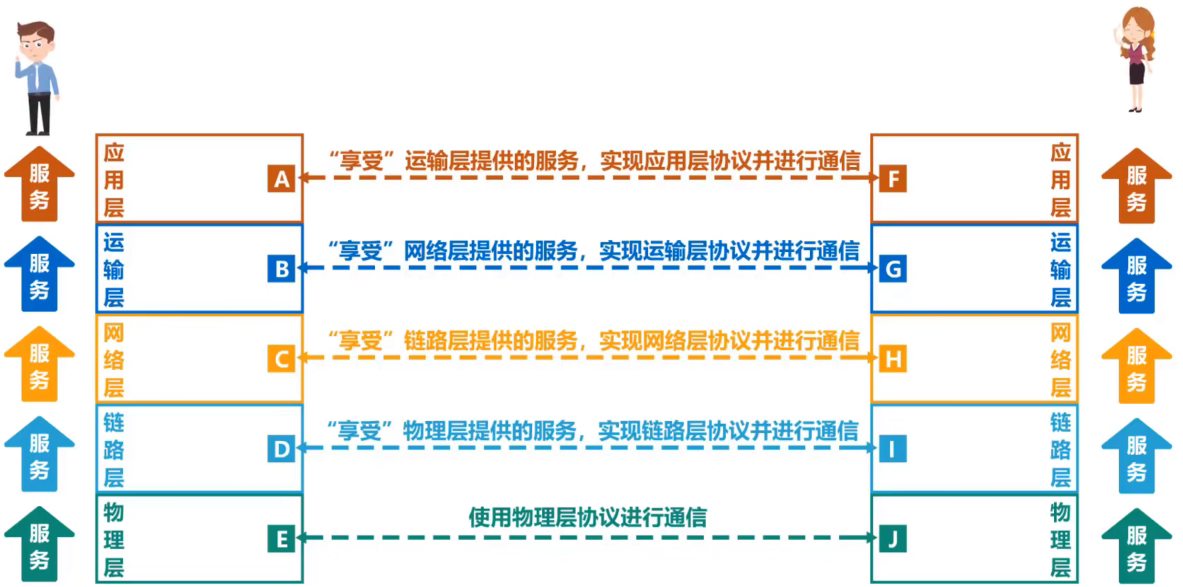 服务
应用层
A
“享受”运输层提供的服务，实现应用层协议并进行通信
F
应用层
服务
服务
运输层
B
“享受”网络层提供的服务，实现运输层协议并进行通信
G
运输层
服务
服务
网络层
C
“享受”链路层提供的服务，实现网络层协议并进行通信
H
网络层
服务
服务
链路层
D
“享受”物理层提供的服务，实现链路层协议并进行通信
I
链路层
服务
服务
物理层
E
使用物理层协议进行通信
J
物理层
服务